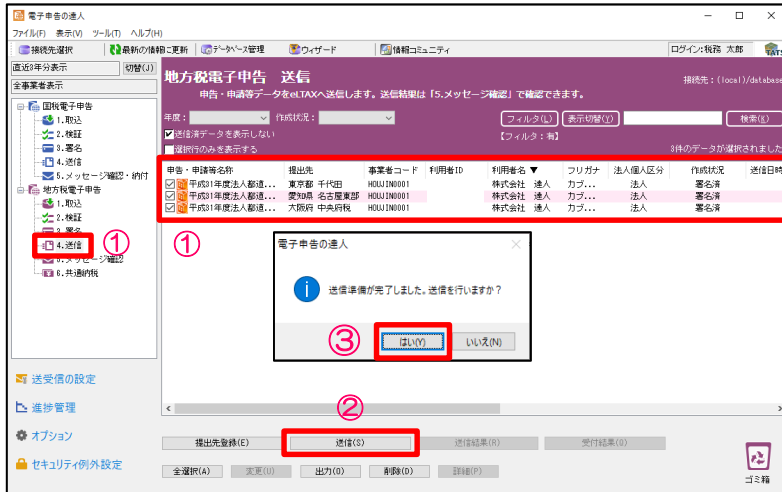 電子申告の達人
ファイル(F) 表示(V) ツール(T) ヘルプ(H)
接続先選択 最新の情報に更新 データベース管理 ウィザード 情報コミュニティ ログイン:税務 太郎
直近3年分表示 切替(J)
全事業者表示
国税電子申告
1.取込
2.検証
3.署名
4.送信
5.メッセージ確認・納付
地方税電子申告
1.取込
2.検証
3.署名
4.送信
5.メッセージ確認
6.共通納税
①
送受信の設定
進捗管理
オプション
セキュリティ例外設定
地方税電子申告 送信
接続先:(local)/database
申告・申請等データをeLTAXへ送信します。送信結果は「5.メッセージ確認」で確認できます。
年度: 作成状況: フィルタ(L) 表示切替(Y) 検索(K)
送信済データを表示しない 【フィルタ:有】
選択行のみを表示する 3件のデータが選択されました
申告・申請等名称 提出先 事業者コード 利用者ID 利用者名 ▼ フリガナ 法人個人区分 作成状況 送信日時
平成31年度法人都道... 東京都 千代田 HOUJIN0001 株式会社 達人 カブ... 法人 署名済
平成31年度法人都道... 愛知県 名古屋東部 HOUJIN0001 株式会社 達人 カブ... 法人 署名済
平成31年度法人都道... 大阪府 中央府税 HOUJIN0001 株式会社 達人 カブ... 法人 署名済
①
電子申告の達人
送信準備が完了しました。送信を行いますか?
③
はい(Y) いいえ(N)
②
提出先登録(E) 送信(S) 送信結果(R) 受付結果(Q)
全選択(A) 変更(U) 出力(O) 削除(D) 詳細(P)
ゴミ箱